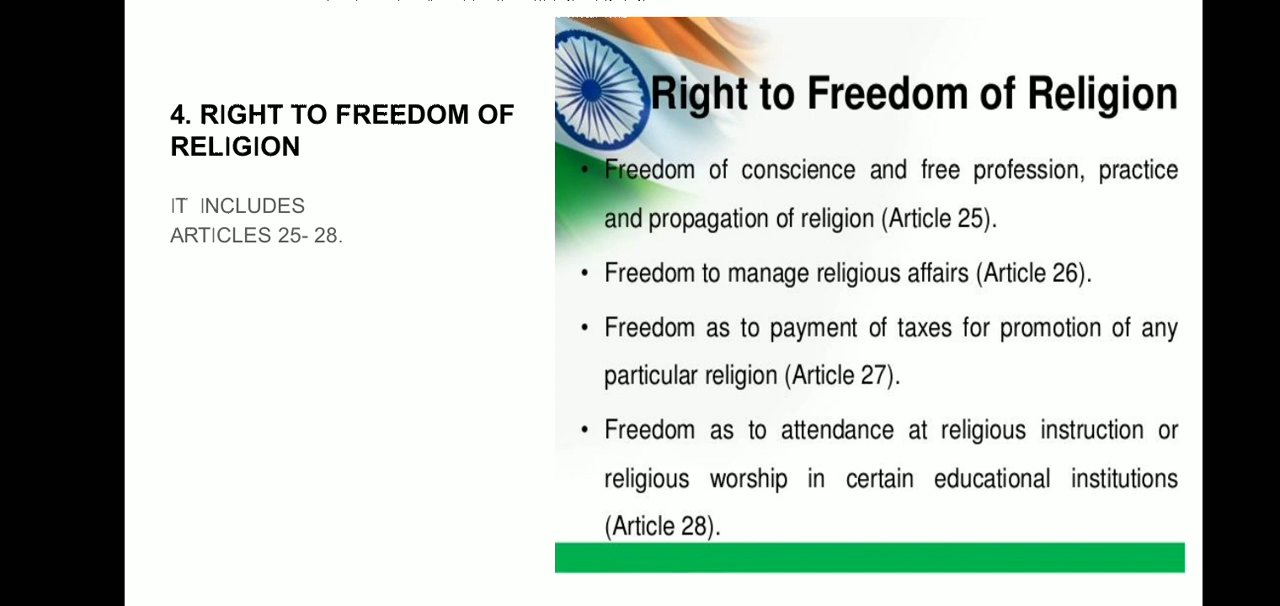 4. RIGHT TO FREEDOM OF
RELIGION
IT INCLUDES
ARTICLES 25- 28.
Right to Freedom of Religion
• Freedom of conscience and free profession, practice
and propagation of religion (Article 25).
• Freedom to manage religious affairs (Article 26).
• Freedom as to payment of taxes for promotion of any
particular religion (Article 27).
• Freedom as to attendance at religious instruction or
religious worship in certain educational institutions
(Article 28).